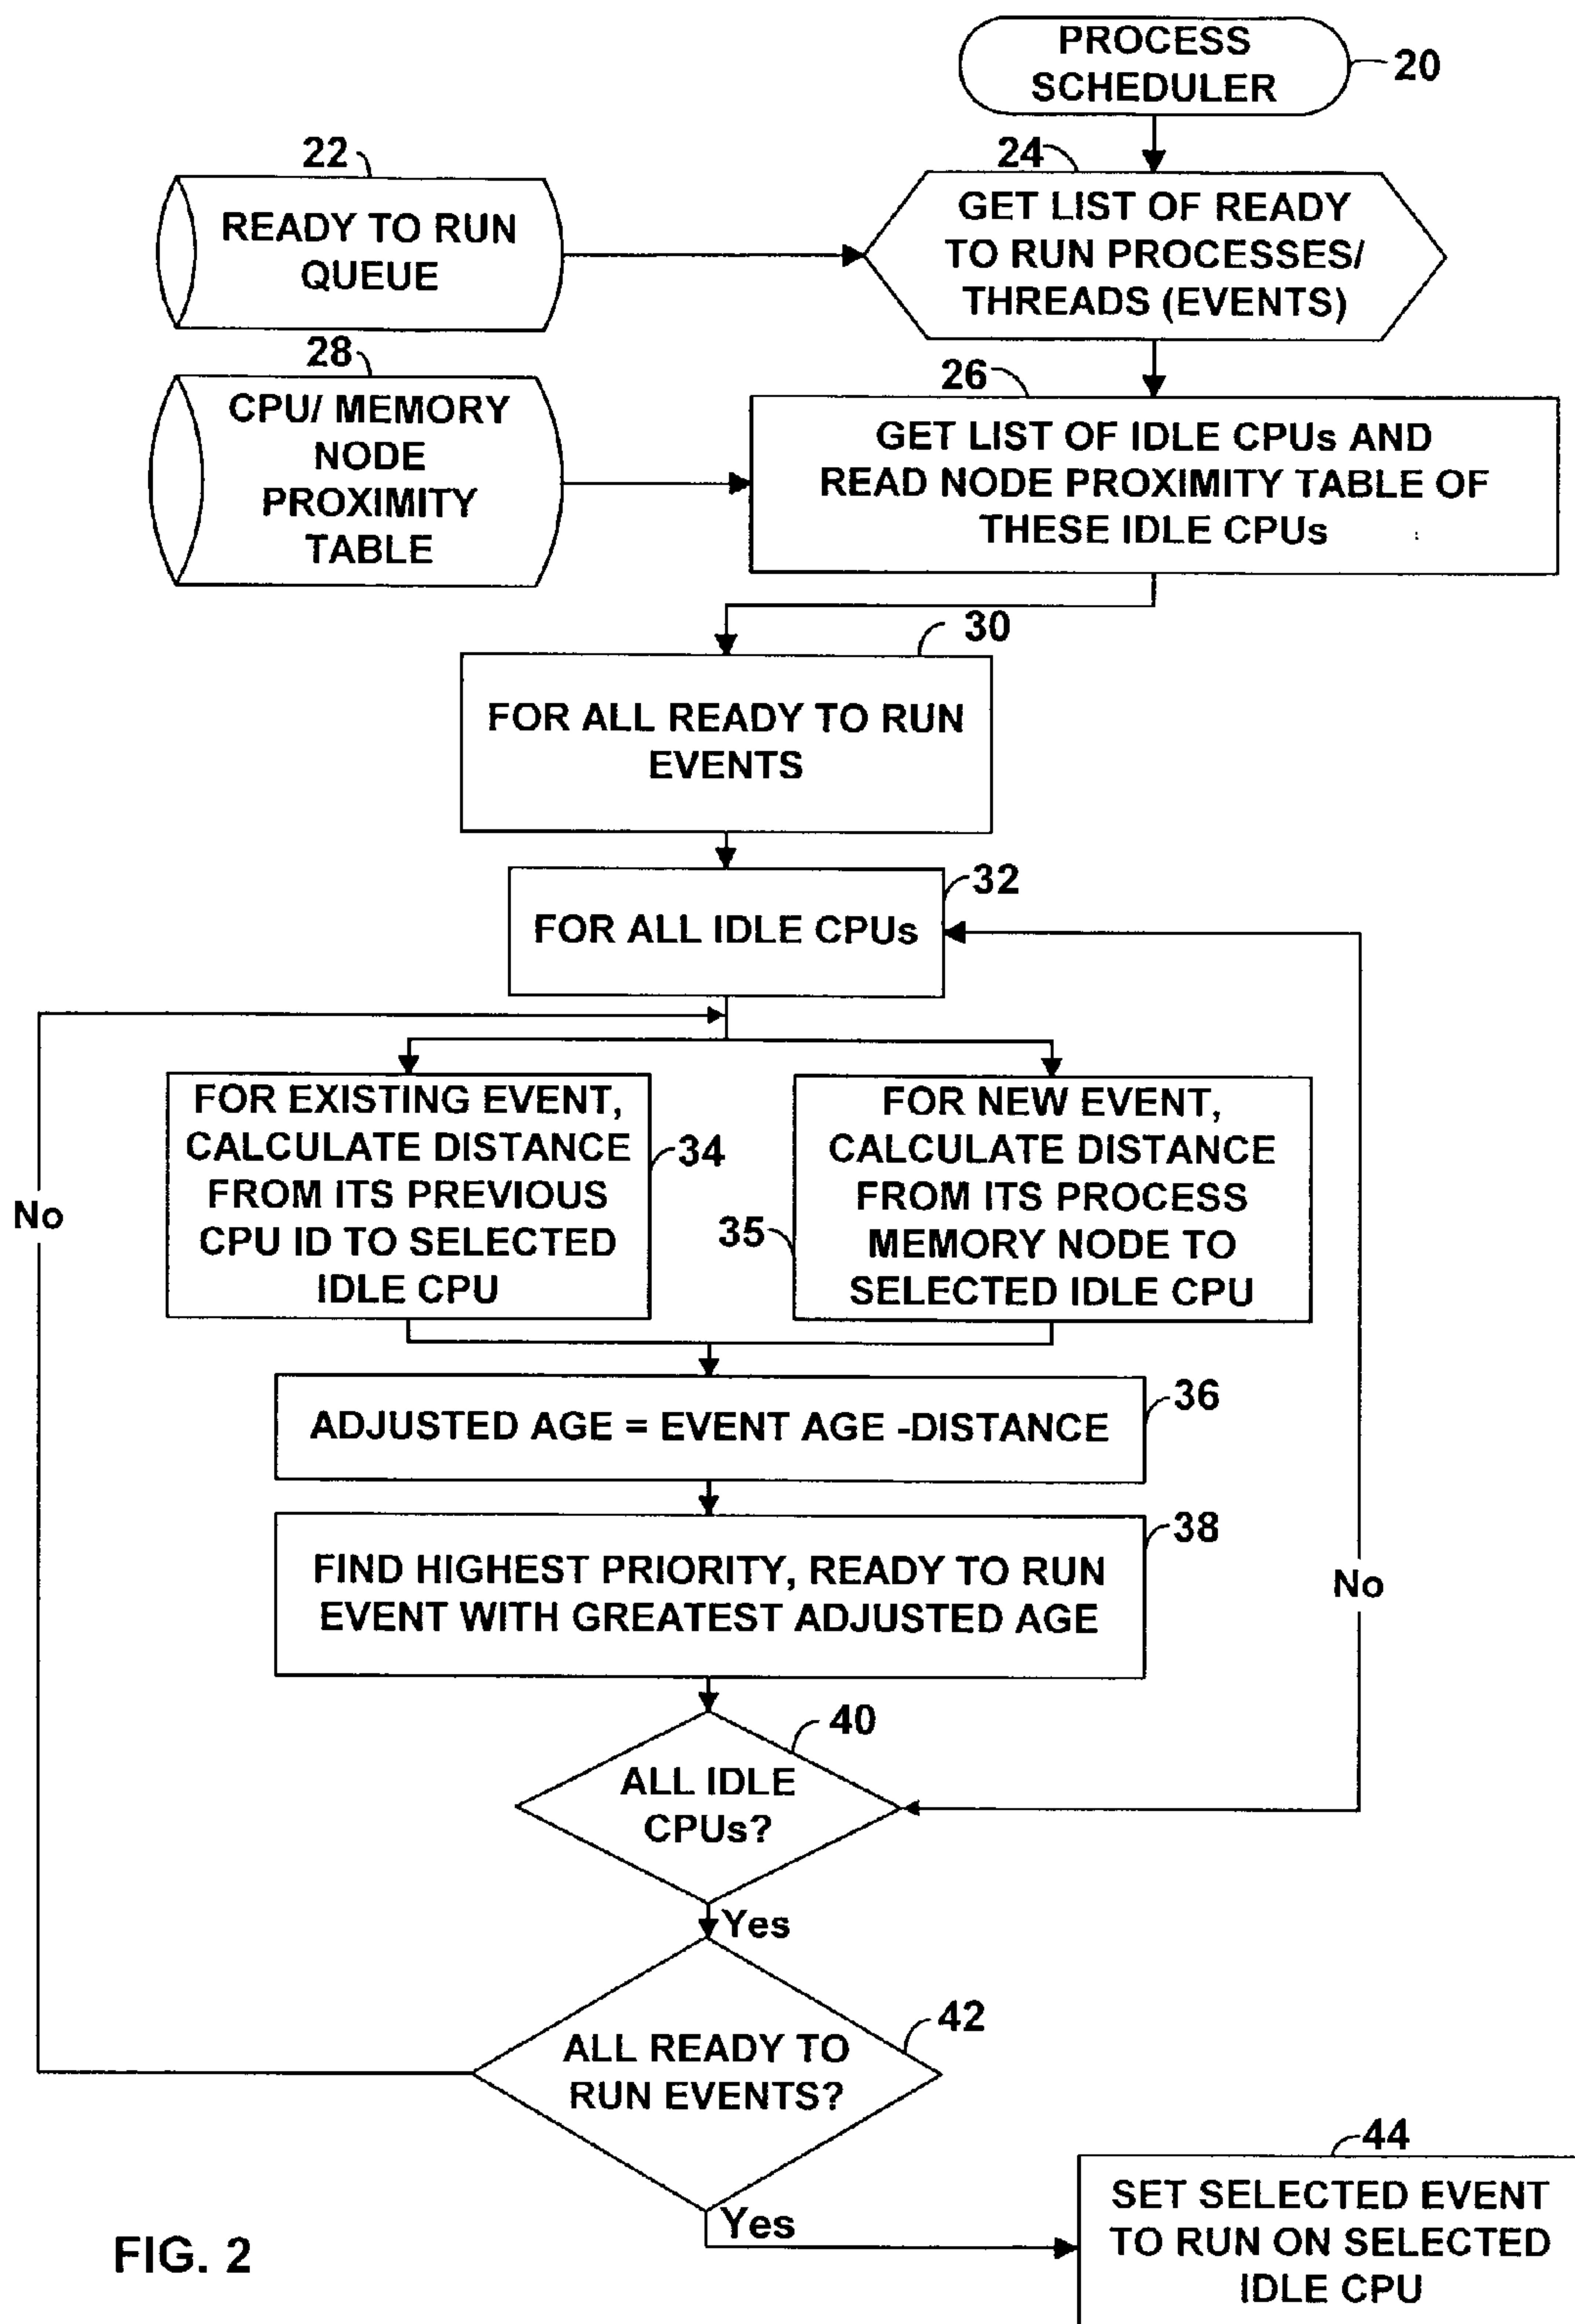 PROCESS
SCHEDULER
20
22
24
READY TO RUN
QUEUE
GET LIST OF READY
TO RUN PROCESSES/
THREADS (EVENTS)
28
26
CPU/ MEMORY
NODE
PROXIMITY
TABLE
GET LIST OF IDLE CPUs AND
READ NODE PROXIMITY TABLE OF
THESE IDLE CPUs
30
FOR ALL READY TO RUN
EVENTS
32
FOR ALL IDLE CPUs
FOR EXISTING EVENT,
CALCULATE DISTANCE
FROM ITS PREVIOUS
CPU ID TO SELECTED
IDLE CPU
34
FOR NEW EVENT,
CALCULATE DISTANCE
FROM ITS PROCESS
MEMORY NODE TO
SELECTED IDLE CPU
35
No
ADJUSTED AGE = EVENT AGE -DISTANCE
36
FIND HIGHEST PRIORITY, READY TO RUN
EVENT WITH GREATEST ADJUSTED AGE
38
No
ALL IDLE
CPUs?
40
Yes
ALL READY TO
RUN EVENTS?
42
Yes
44
SET SELECTED EVENT
TO RUN ON SELECTED
IDLE CPU
FIG. 2